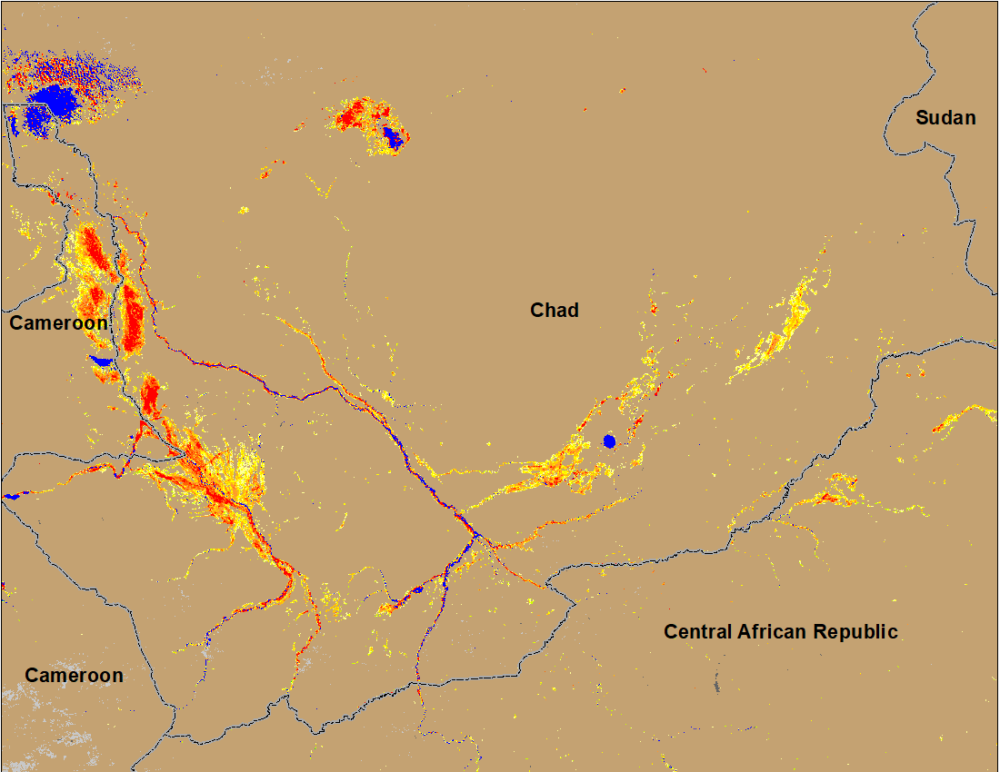 Sudan
Chad
Cameroon
Central African Republic
Cameroon